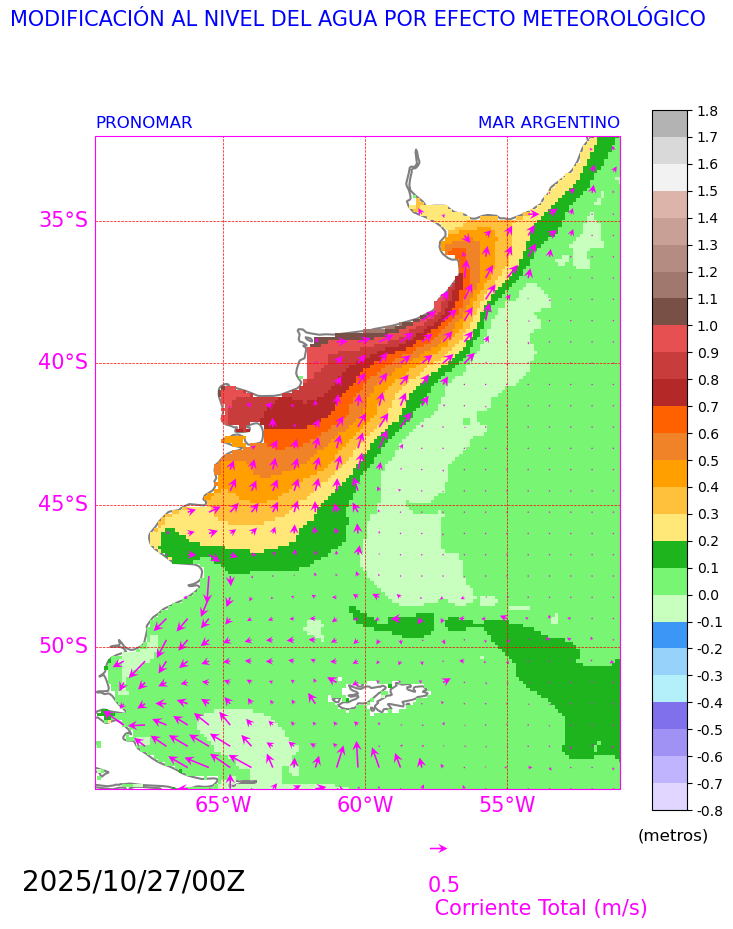 MODIFICACIÓN AL NIVEL DEL AGUA POR EFECTO METEOROLÓGICO
PRONOMAR MAR ARGENTINO
35°S
40°S
45°S
50°S
65°W 60°W 55°W
1.8
1.7
1.6
1.5
1.4
1.3
1.2
1.1
1.0
0.9
0.8
0.7
0.6
0.5
0.4
0.3
0.2
0.1
0.0
-0.1
-0.2
-0.3
-0.4
-0.5
-0.6
-0.7
-0.8
(metros)
2025/10/27/00Z
0.5
Corriente Total (m/s)